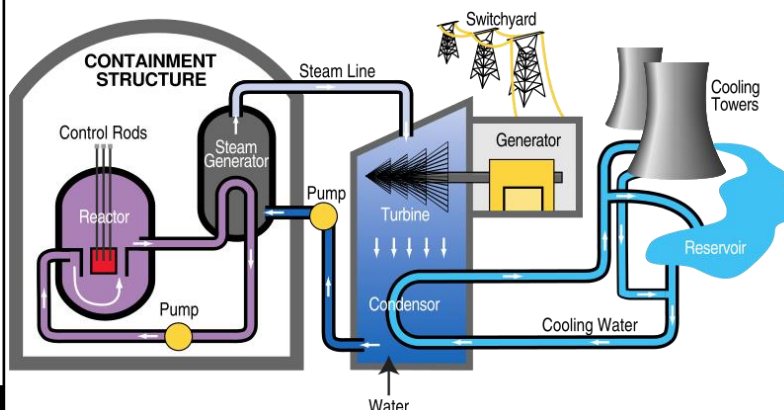 CONTAINMENT
STRUCTURE
Control Rods
Reactor
Pump
Steam
Generator
Steam Line
Pump
Turbine
Condensor
Water
Generator
Switchyard
Cooling
Towers
Reservoir
Cooling Water